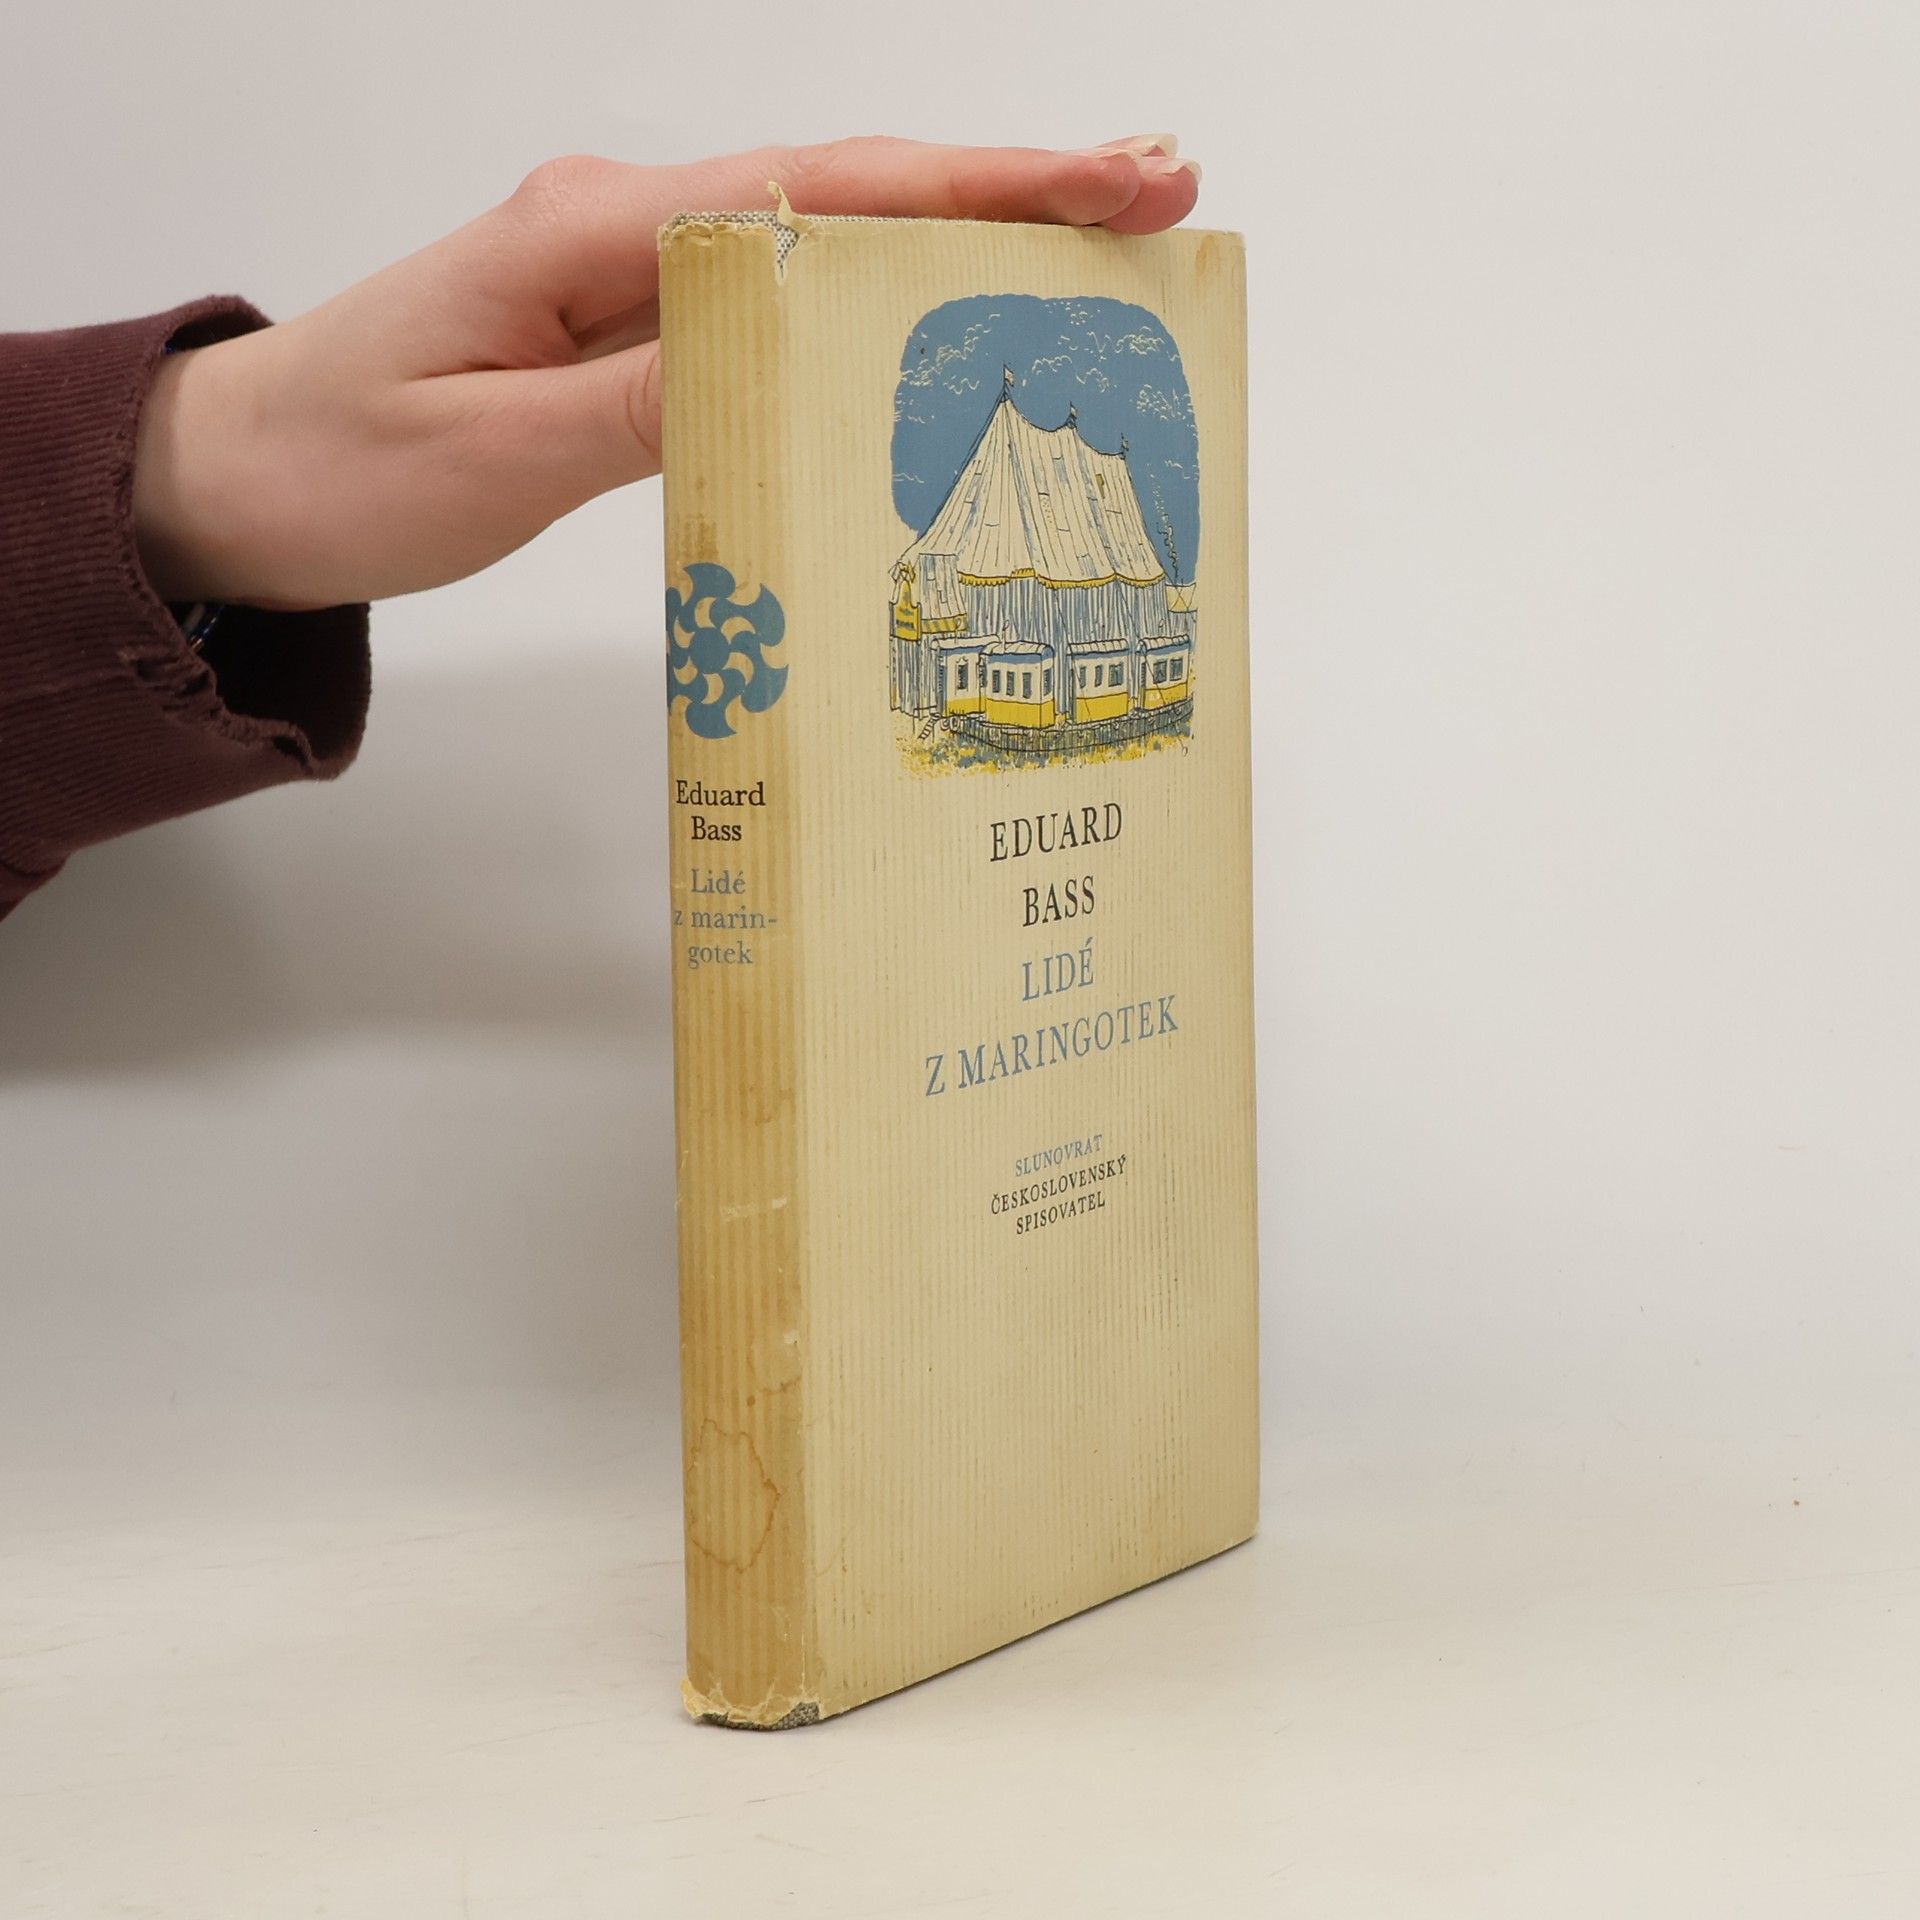 Eduard
Bass
Lidé
z marin-
gotek
EDUARD
BASS
LIDÉ
Z MARINGOTEK
SLUNOVRAT
ČESKOSLOVENSKÝ
SPISOVATEL